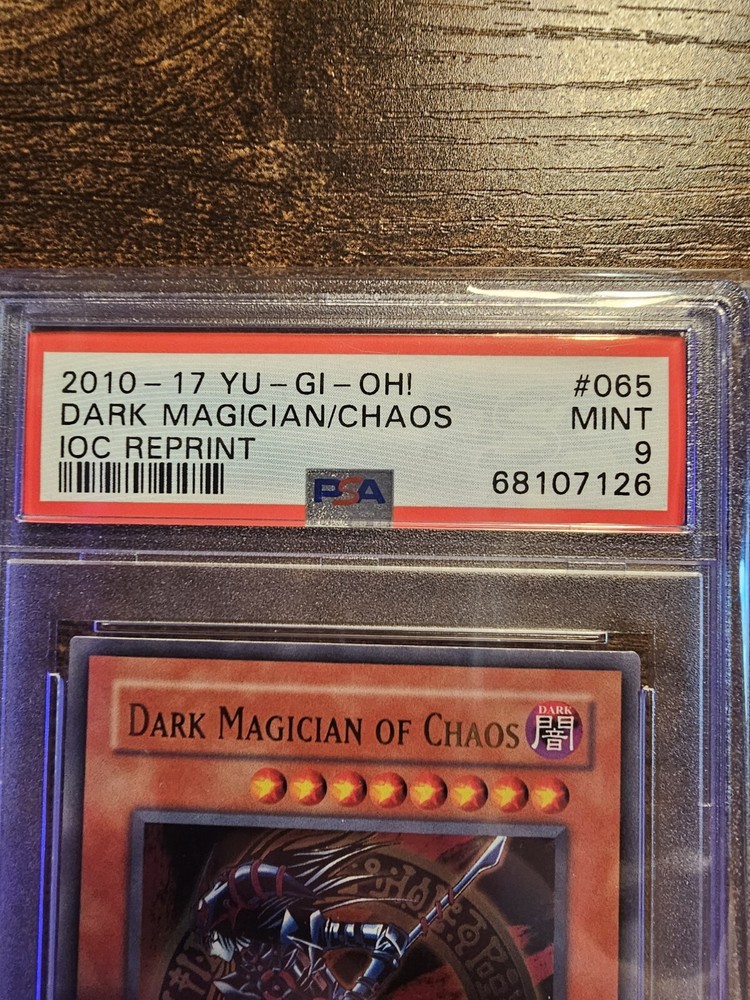 2010-17 YU-GI-OH! #065
DARK MAGICIAN/CHAOS MINT
IOC REPRINT 9
PSA 68107126
DARK MAGICIAN OF CHAOS DARK 闇